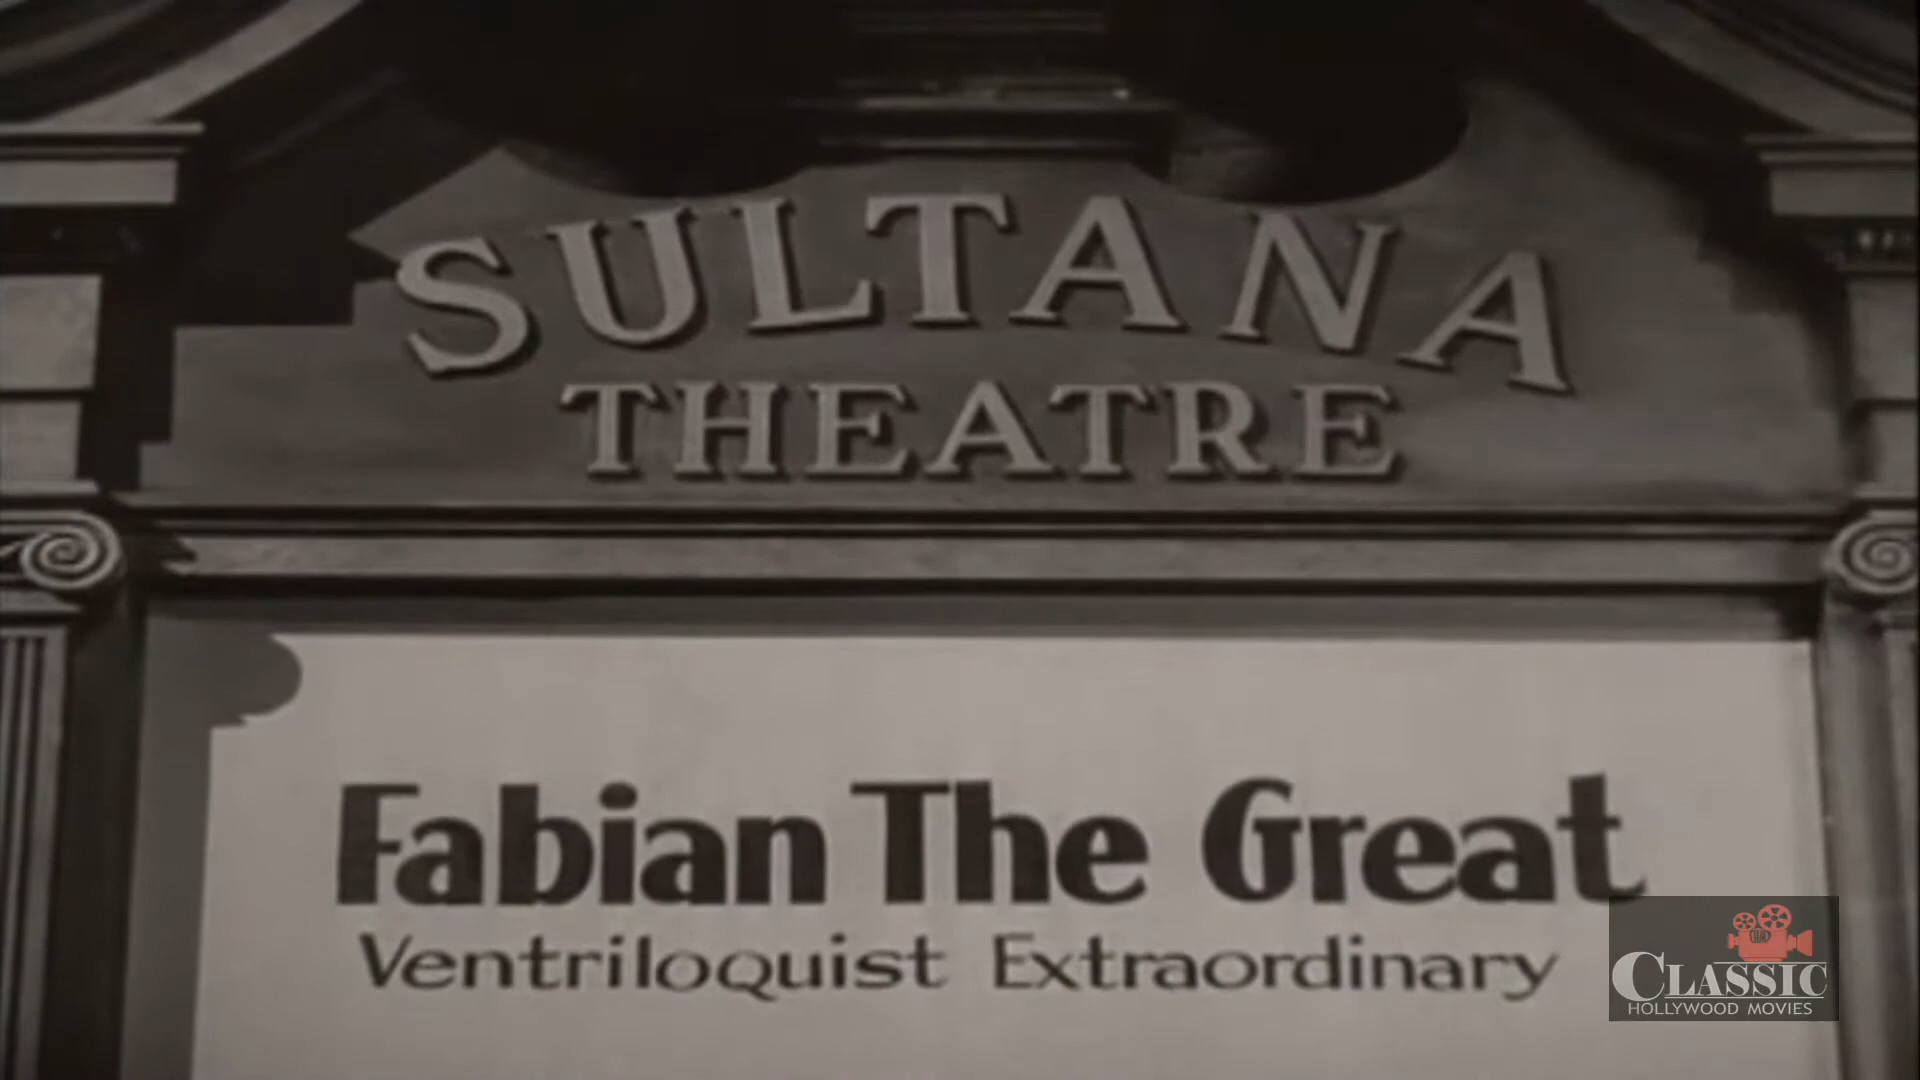 SULTANA
THEATRE
Fabian The Great
Ventriloquist Extraordinary
CLASSIC
HOLLYWOOD MOVIES